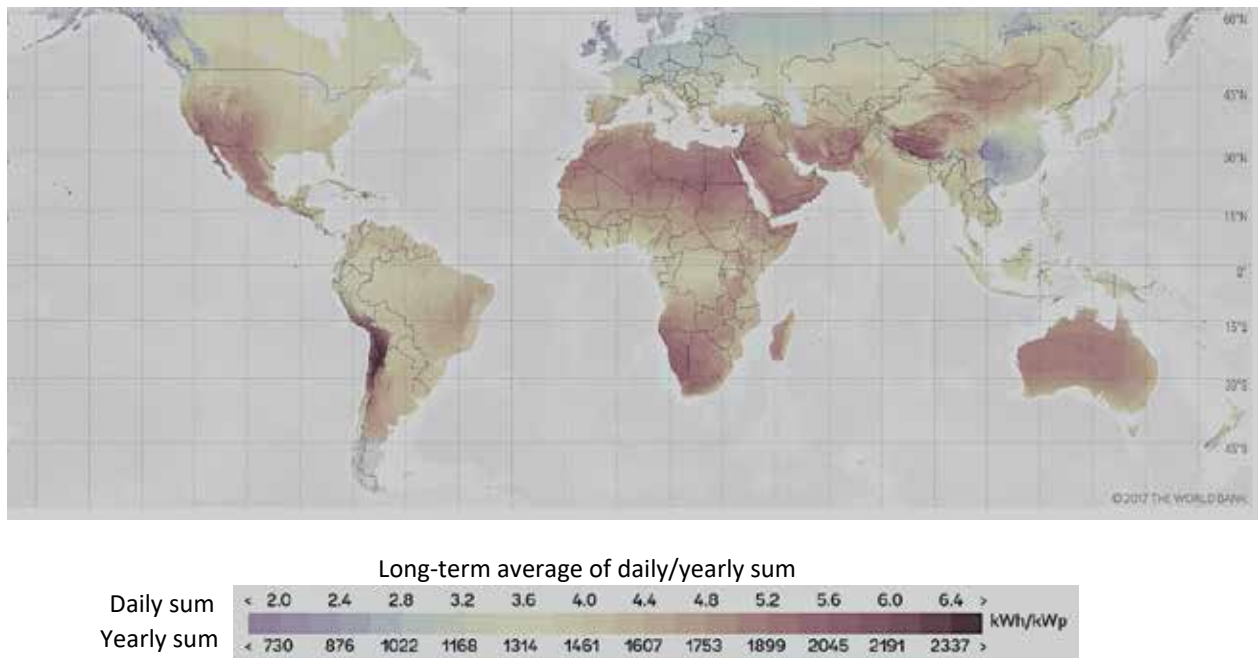 60°N
45°N
30°N
15°N
0°
15°S
30°S
45°S
©2017 THE WORLD BANK
Long-term average of daily/yearly sum
Daily sum < 2.0 2.4 2.8 3.2 3.6 4.0 4.4 4.8 5.2 5.6 6.0 6.4 >
kWh/kWp
Yearly sum < 730 876 1022 1168 1314 1461 1607 1753 1899 2045 2191 2337 >